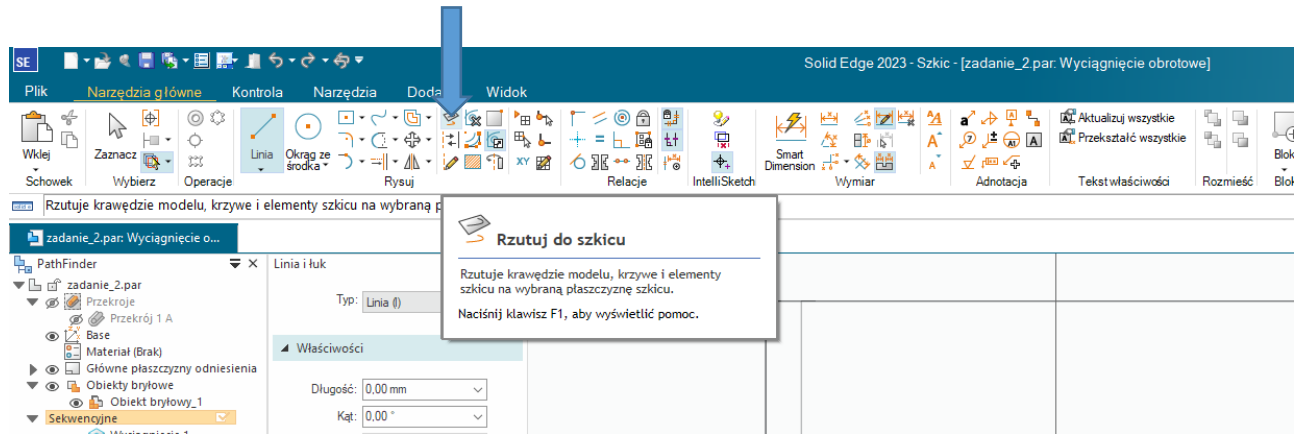 SE
Solid Edge 2023 - Szkic - [zadanie_2.par: Wyciągnięcie obrotowe]
Plik Narzędzia główne Kontrola Narzędzia Widok
Wklej
Zaznacz
Linia
Okrąg ze środka
Smart Dimension
Aktualizuj wszystkie
Przekształć wszystkie
Schowek Wybierz Operacje Rysuj Relacje IntelliSketch Wymiar Adnotacja Tekst właściwości Rozmieść
Rzutuje krawędzie modelu, krzywe i elementy szkicu na wybraną
zadanie_2.par: Wyciągnięcie o...
PathFinder
zadanie_2.par
Przekroje
Przekrój 1 A
Base
Materiał (Brak)
Główne płaszczyzny odniesienia
Obiekty bryłowe
Obiekt bryłowy_1
Sekwencyjne
Linia i łuk
Typ: Linia (l)
Właściwości
Długość: 0,00 mm
Kąt: 0,00 °
Rzutuj do szkicu
Rzutuje krawędzie modelu, krzywe i elementy
szkicu na wybraną płaszczyznę szkicu.
Naciśnij klawisz F1, aby wyświetlić pomoc.